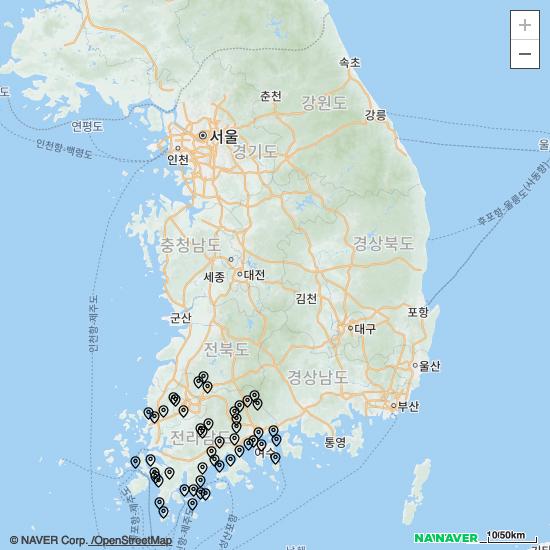 +
−
속초
춘천
강원도
강릉
연평도
도
서울
울
경기도
인천
인천항-백령도
후포항-울릉도(사동항)
충청남도
경상북도
세종
대전
김천
인천항-제주도
군산
포항
대구
전북도
울산
경상남도
부산
전라남도
여수
통영
© NAVER Corp. /OpenStreetMap
NAVER
10/50km